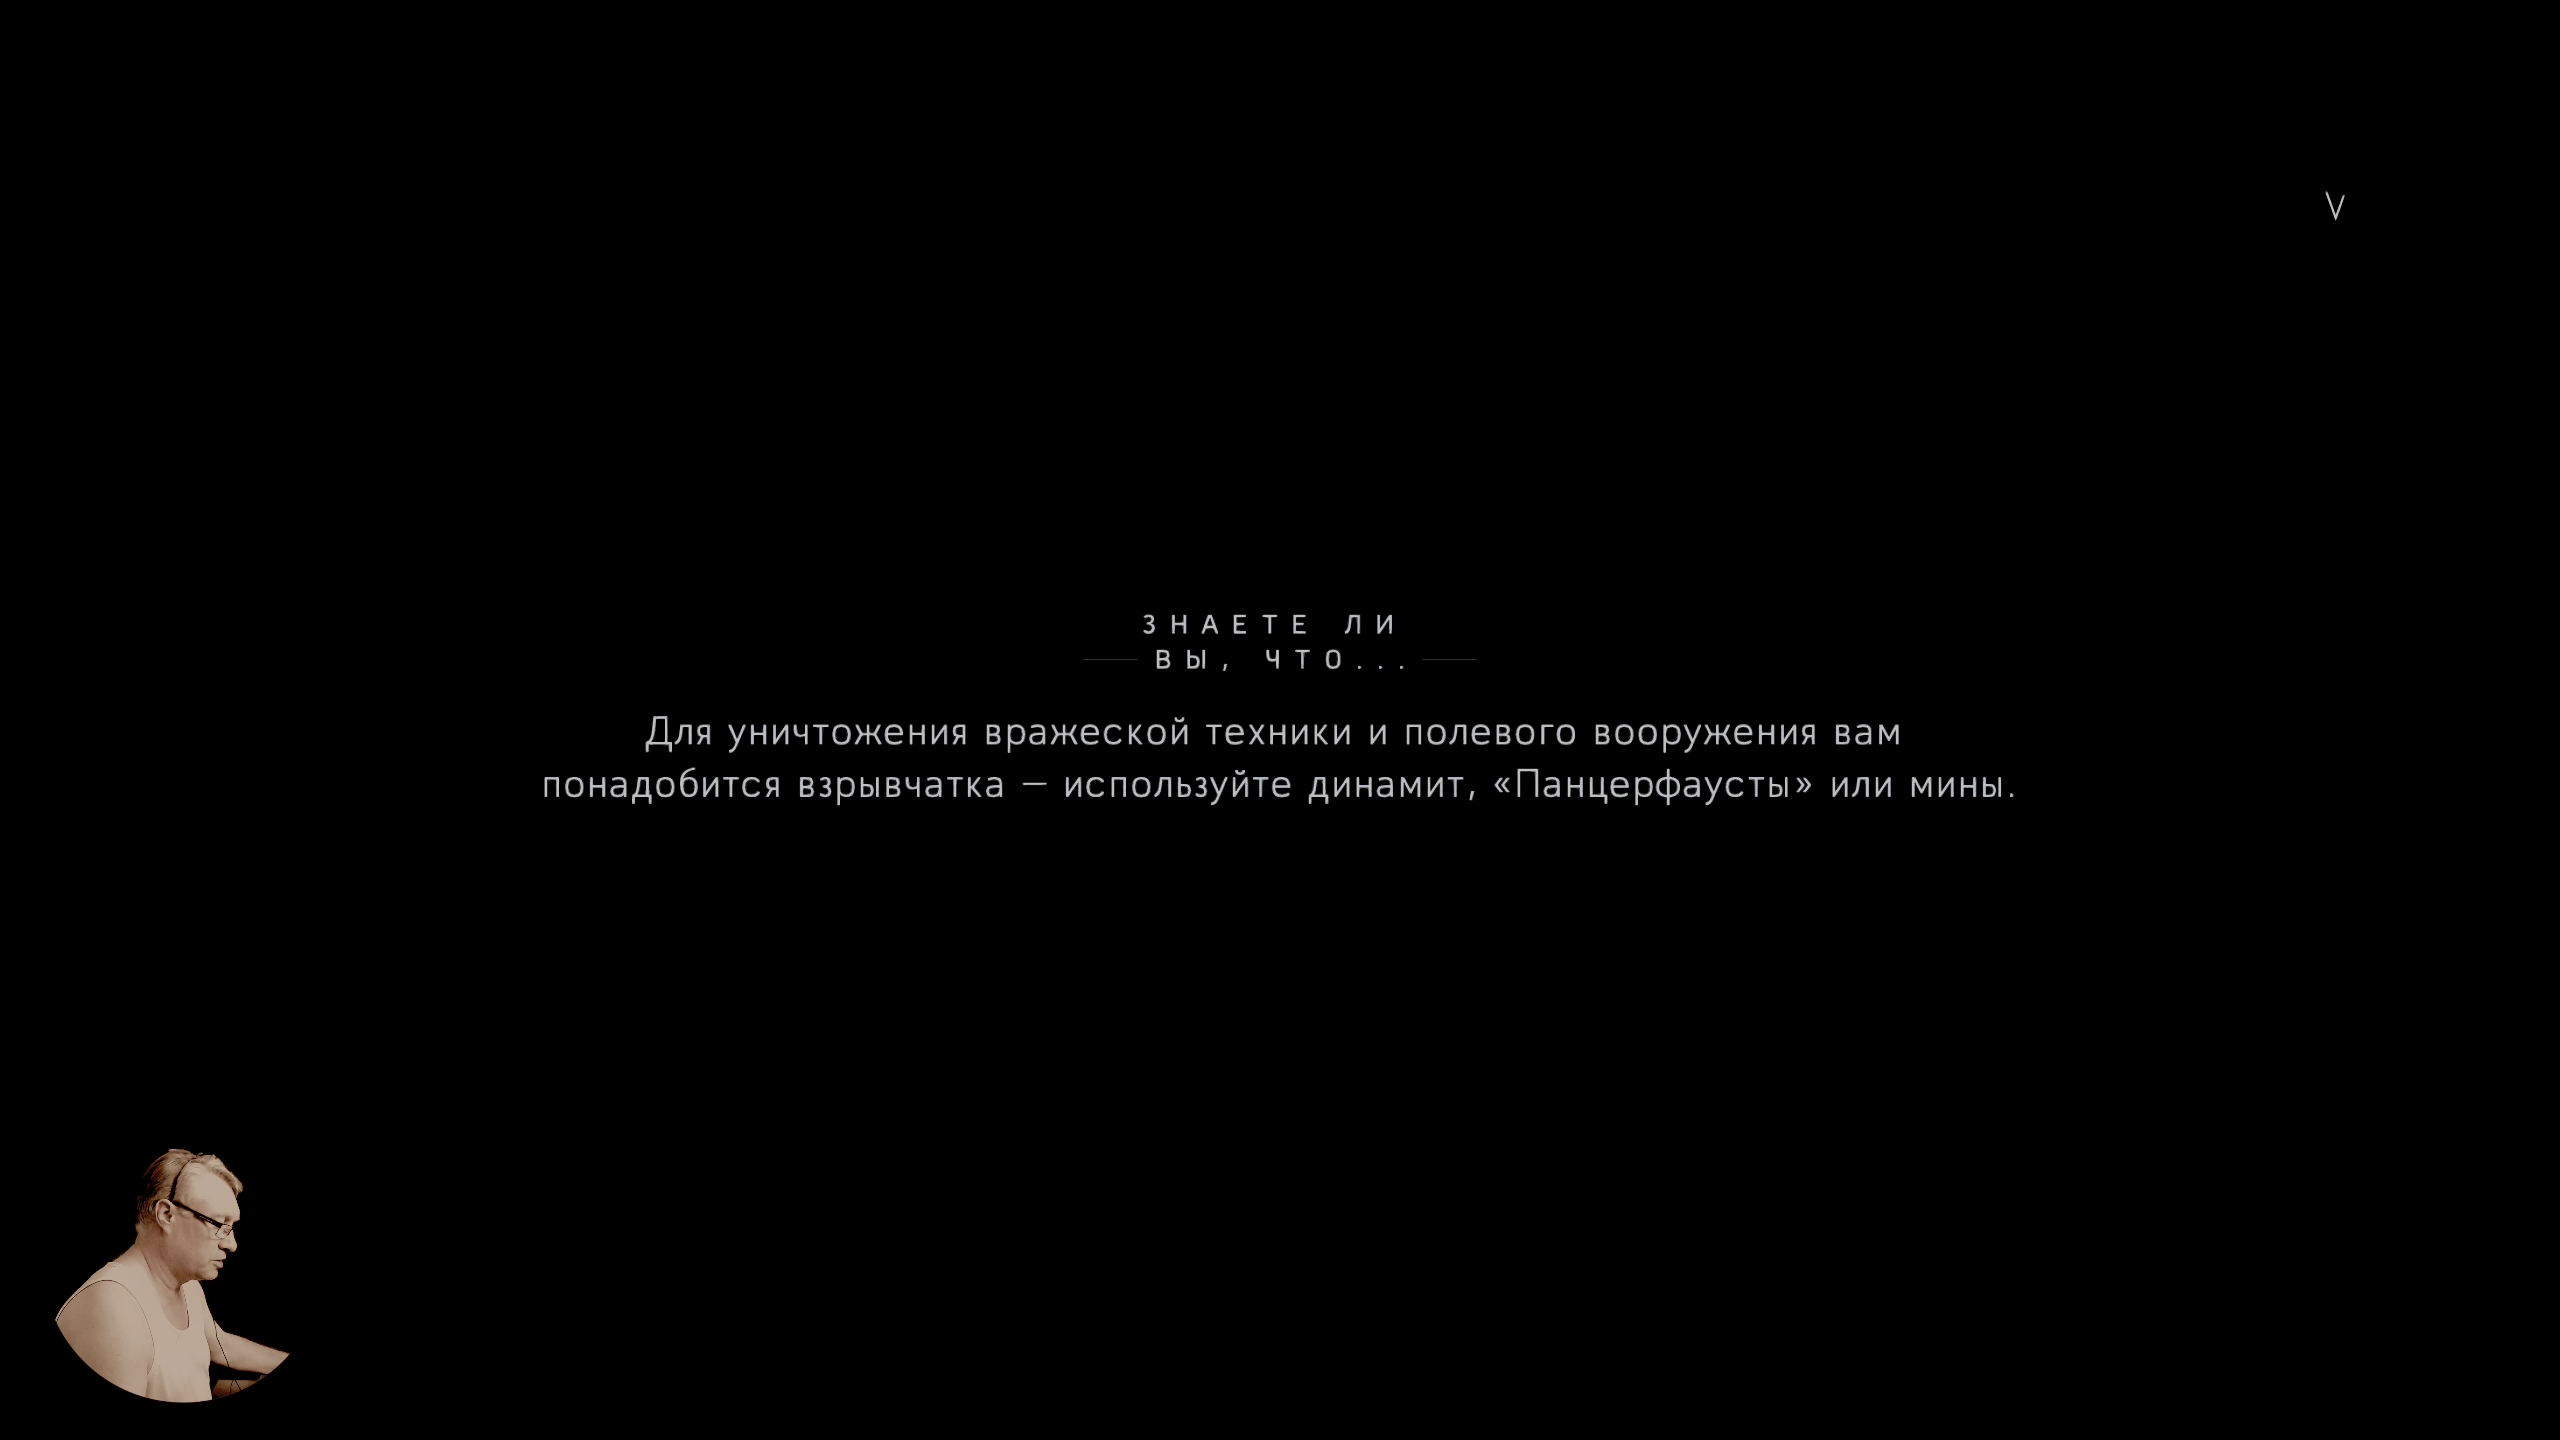 V
ЗНАЕТЕ ЛИ
ВЫ, ЧТО...
Для уничтожения вражеской техники и полевого вооружения вам
понадобится взрывчатка — используйте динамит, «Панцерфаусты» или мины.